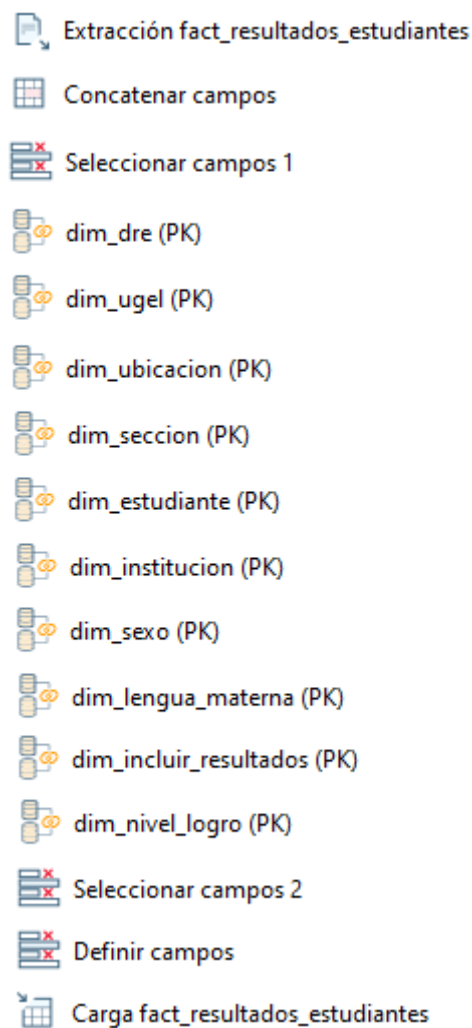 Extracción fact_resultados_estudiantes
Concatenar campos
Seleccionar campos 1
dim_dre (PK)
dim_ugel (PK)
dim_ubicacion (PK)
dim_seccion (PK)
dim_estudiante (PK)
dim_institucion (PK)
dim_sexo (PK)
dim_lengua_materna (PK)
dim_incluir_resultados (PK)
dim_nivel_logro (PK)
Seleccionar campos 2
Definir campos
Carga fact_resultados_estudiantes